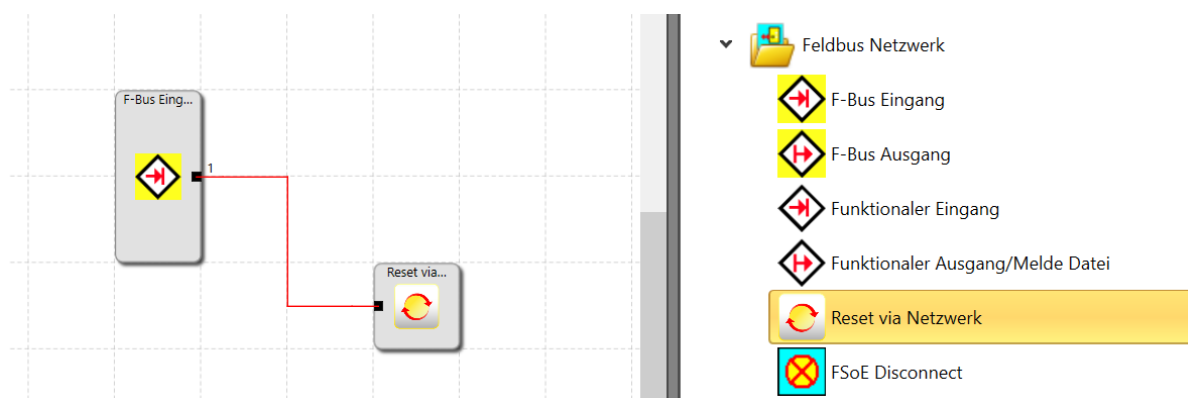 F-Bus Eing...
1
Reset via...
Feldbus Netzwerk
F-Bus Eingang
F-Bus Ausgang
Funktionaler Eingang
Funktionaler Ausgang/Melde Datei
Reset via Netzwerk
FSoE Disconnect